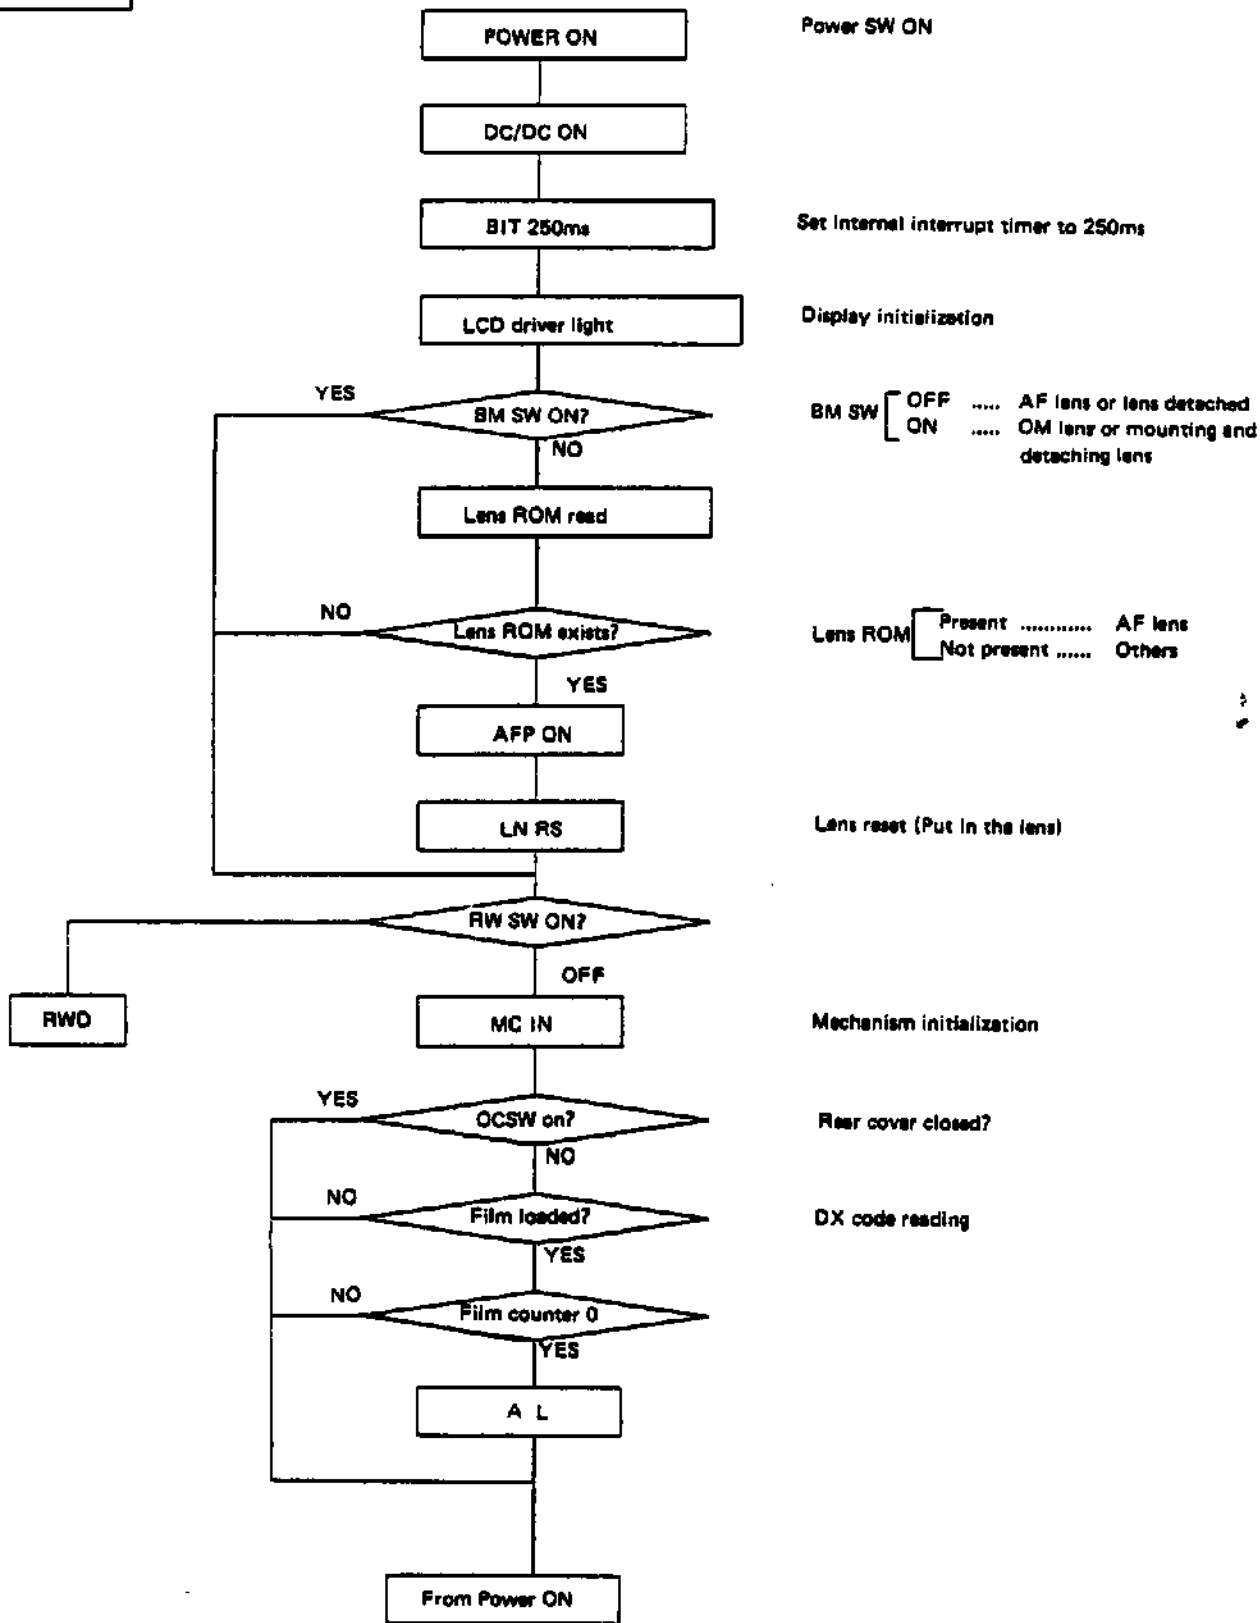 POWER ON
Power SW ON
DC/DC ON
BIT 250ms
Set Internal interrupt timer to 250ms
LCD driver light
Display initialization
YES
BM SW ON?
BM SW
OFF ..... AF lens or lens detached
ON ..... OM lens or mounting and
detaching lens
NO
Lens ROM read
NO
Lens ROM exists?
Lens ROM
Present ............ AF lens
Not present ...... Others
YES
AFP ON
LN RS
Lens reset (Put in the lens)
RW SW ON?
OFF
RWD
MC IN
Mechanism initialization
YES
OCSW on?
Rear cover closed?
NO
NO
Film loaded?
DX code reading
YES
NO
Film counter 0
YES
A L
From Power ON